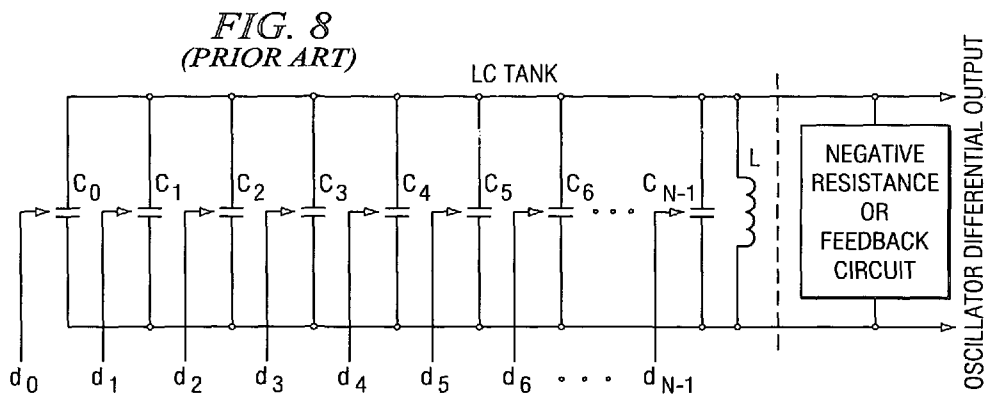 FIG. 8
(PRIOR ART)
LC TANK
C0 C1 C2 C3 C4 C5 C6 CN-1 L
. . .
NEGATIVE
RESISTANCE
OR
FEEDBACK
CIRCUIT
OSCILLATOR DIFFERENTIAL OUTPUT
d0 d1 d2 d3 d4 d5 d6 . . . dN-1